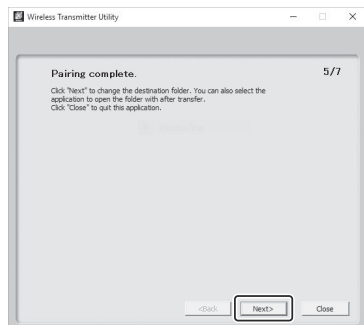 Wireless Transmitter Utility
Pairing complete.
5/7
Click "Next" to change the destination folder. You can also select the
application to open the folder with after transfer.
Click "Close" to quit this application.
<Back
Next>
Close